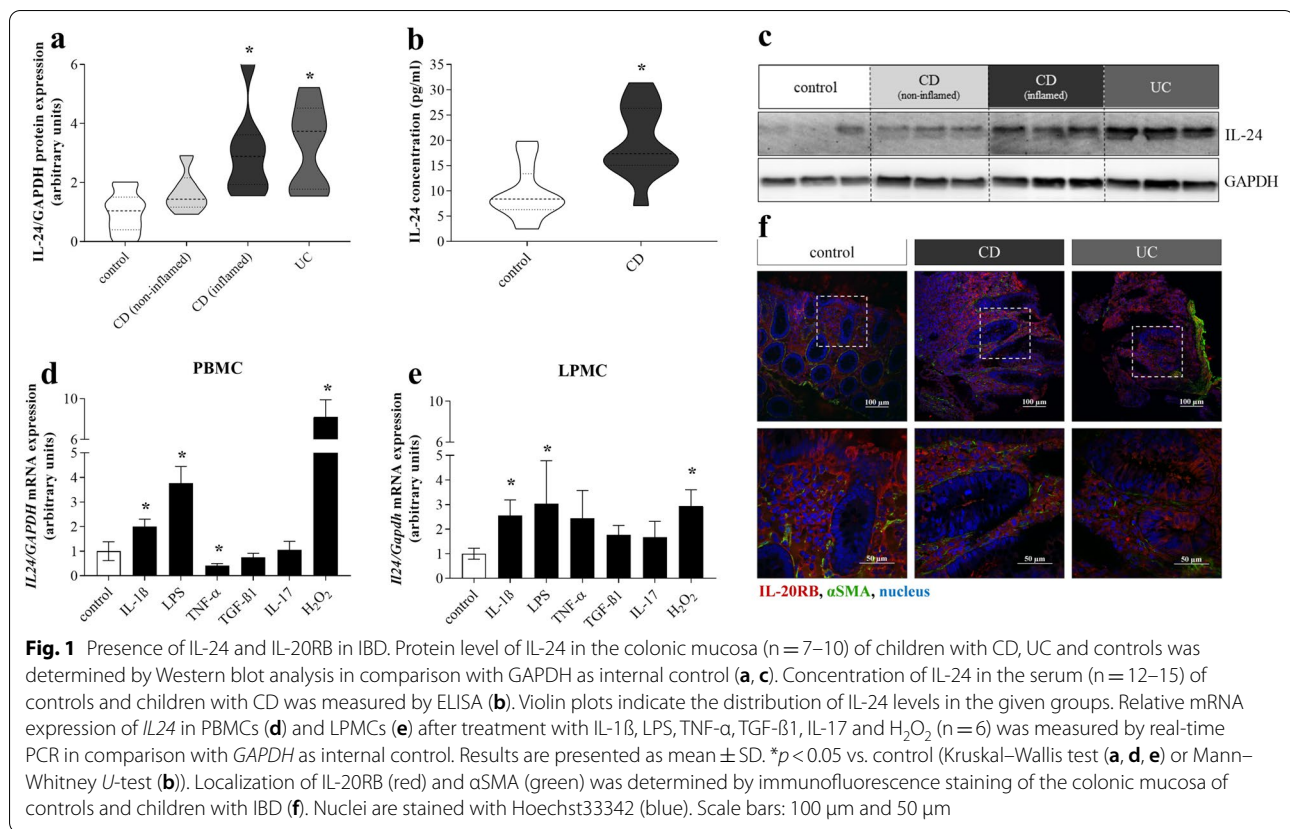 a
IL-24/GAPDH protein expression
(arbitrary units)
6
4
2
0
*
*
control
CD (non-inflamed)
CD (inflamed)
UC
b
IL-24 concentration (pg/ml)
35
30
25
20
15
10
5
0
*
control
CD
c
control
CD
(non-inflamed)
CD
(inflamed)
UC
IL-24
GAPDH
d
PBMC
IL24/GAPDH mRNA expression
(arbitrary units)
10
6
5
4
3
2
1
0
*
*
*
*
control
IL-1ß
LPS
TNF-α
TGF-ß1
IL-17
H₂O₂
e
LPMC
Il24/Gapdh mRNA expression
(arbitrary units)
10
6
5
4
3
2
1
0
*
*
*
control
IL-1ß
LPS
TNF-α
TGF-ß1
IL-17
H₂O₂
f
control
CD
UC
100 µm
100 µm
100 µm
50 µm
50 µm
50 µm
IL-20RB, αSMA, nucleus
Fig. 1 Presence of IL-24 and IL-20RB in IBD. Protein level of IL-24 in the colonic mucosa (n = 7–10) of children with CD, UC and controls was
determined by Western blot analysis in comparison with GAPDH as internal control (a, c). Concentration of IL-24 in the serum (n = 12–15) of
controls and children with CD was measured by ELISA (b). Violin plots indicate the distribution of IL-24 levels in the given groups. Relative mRNA
expression of IL24 in PBMCs (d) and LPMCs (e) after treatment with IL-1ß, LPS, TNF-α, TGF-ß1, IL-17 and H₂O₂ (n = 6) was measured by real-time
PCR in comparison with GAPDH as internal control. Results are presented as mean ± SD. *p < 0.05 vs. control (Kruskal–Wallis test (a, d, e) or Mann–
Whitney U-test (b)). Localization of IL-20RB (red) and αSMA (green) was determined by immunofluorescence staining of the colonic mucosa of
controls and children with IBD (f). Nuclei are stained with Hoechst33342 (blue). Scale bars: 100 µm and 50 µm